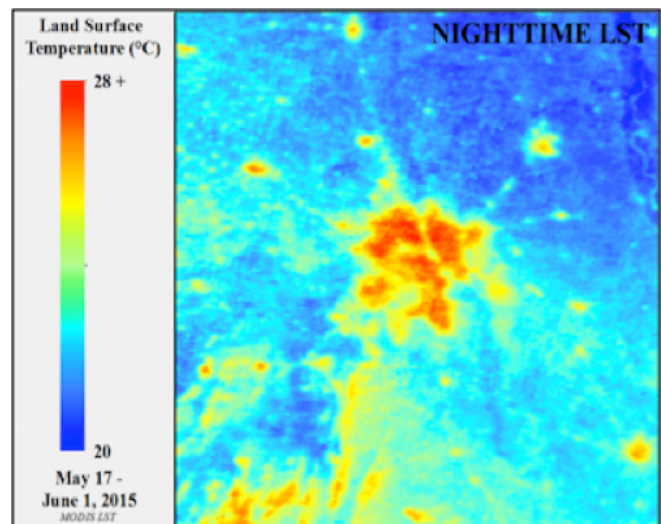 Land Surface
Temperature (°C)
NIGHTTIME LST
28 +
20
May 17 -
June 1, 2015
MODIS LST